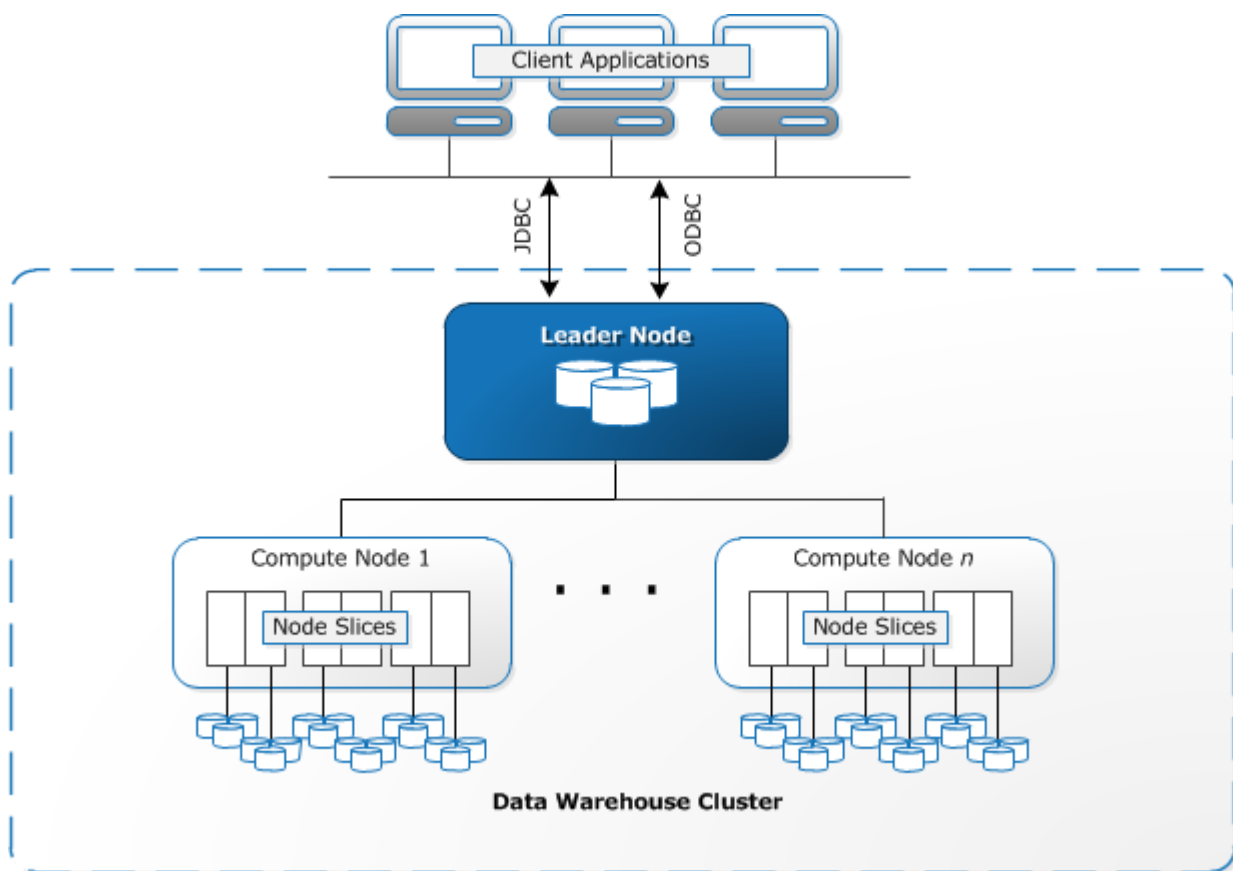 Client Applications
JDBC
ODBC
Leader Node
Compute Node 1
Compute Node n
. . .
Node Slices
Node Slices
Data Warehouse Cluster